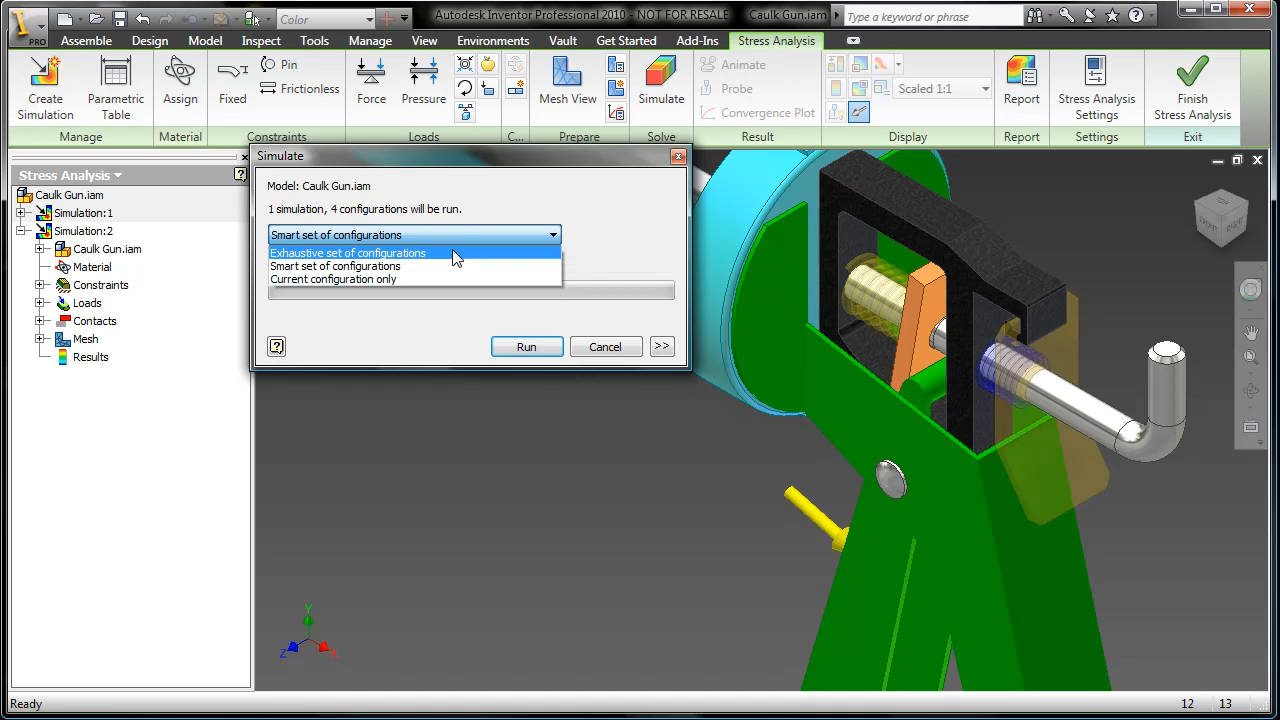 Color
Autodesk Inventor Professional 2010 - NOT FOR RESALE
Caulk Gun.iam
Type a keyword or phrase
PRO
Assemble
Design
Model
Inspect
Tools
Manage
View
Environments
Vault
Get Started
Add-Ins
Stress Analysis
Create Simulation
Parametric Table
Assign
Fixed
Pin
Frictionless
Force
Pressure
Mesh View
Simulate
Animate
Probe
Convergence Plot
Scaled 1:1
Report
Stress Analysis Settings
Finish Stress Analysis
Manage
Material
Constraints
Loads
C...
Prepare
Solve
Result
Display
Report
Settings
Exit
Stress Analysis
Caulk Gun.iam
Simulation:1
Simulation:2
Caulk Gun.iam
Material
Constraints
Loads
Contacts
Mesh
Results
Simulate
Model: Caulk Gun.iam
1 simulation, 4 configurations will be run.
Smart set of configurations
Exhaustive set of configurations
Smart set of configurations
Current configuration only
Run
Cancel
>>
Y
Z
X
Ready
12
13